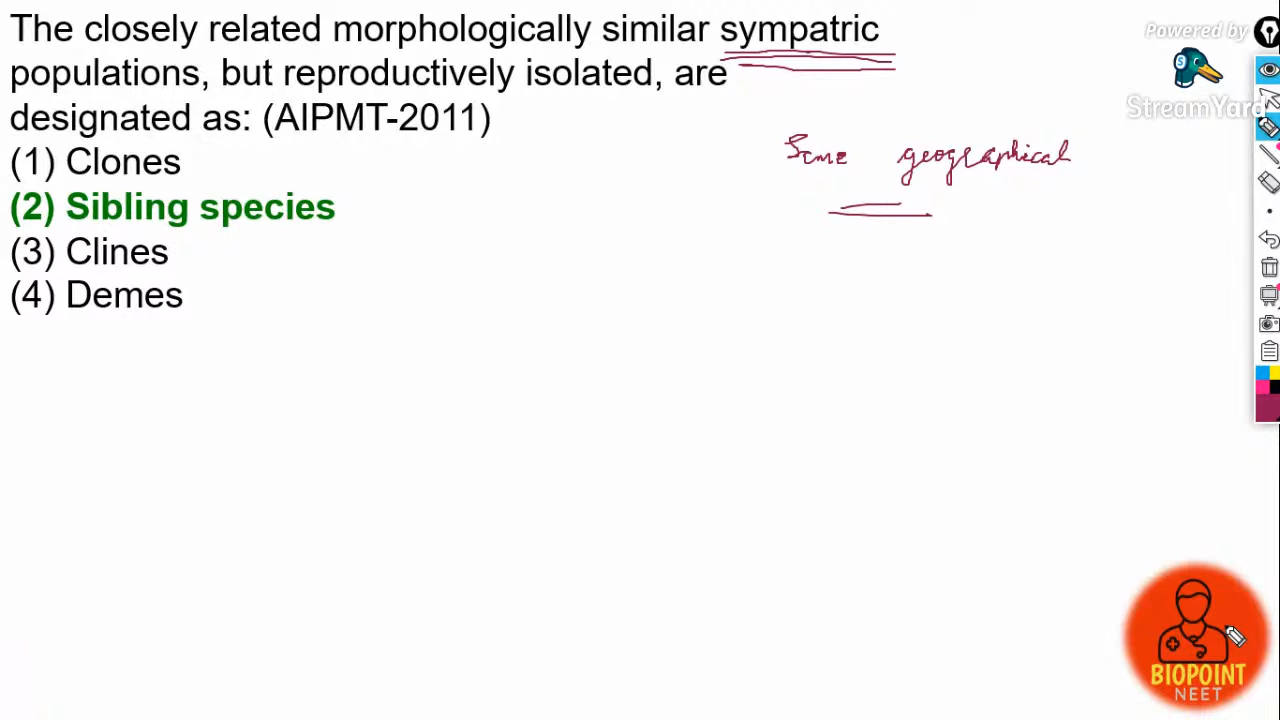 The closely related morphologically similar sympatric
populations, but reproductively isolated, are
designated as: (AIPMT-2011)
(1) Clones
(2) Sibling species
(3) Clines
(4) Demes
Same geographical
Powered by
StreamYard
BIOPOINT
NEET